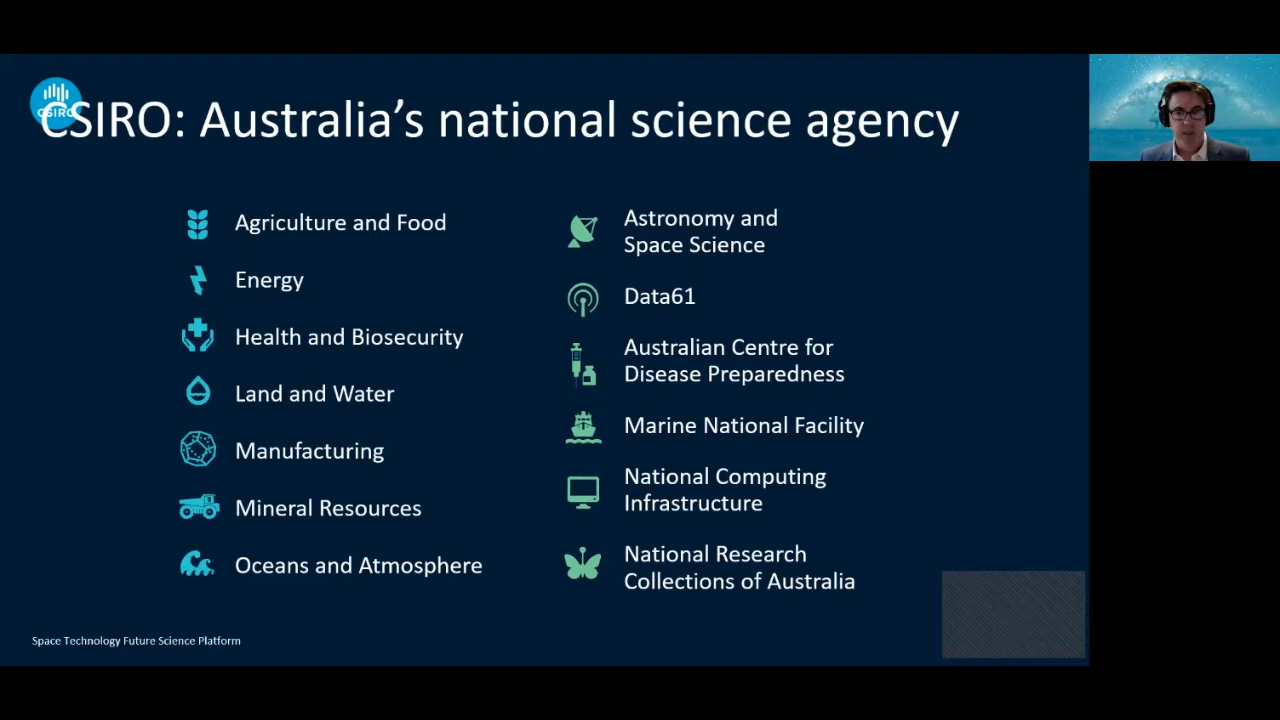 CSIRO
CSIRO: Australia’s national science agency
Agriculture and Food
Energy
Health and Biosecurity
Land and Water
Manufacturing
Mineral Resources
Oceans and Atmosphere
Astronomy and
Space Science
Data61
Australian Centre for
Disease Preparedness
Marine National Facility
National Computing
Infrastructure
National Research
Collections of Australia
Space Technology Future Science Platform